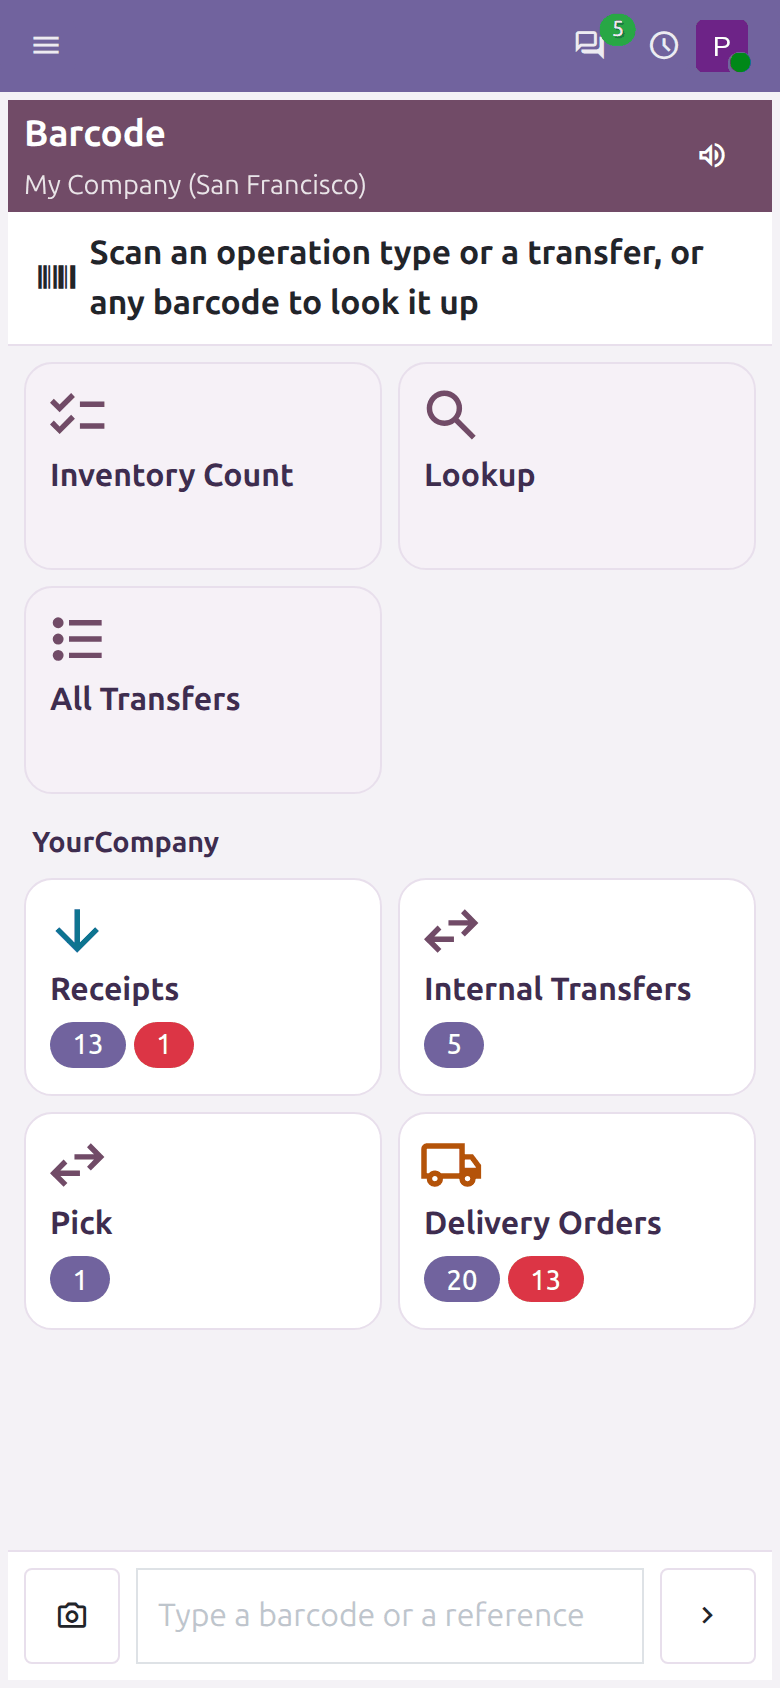 5
P
Barcode
My Company (San Francisco)
Scan an operation type or a transfer, or
any barcode to look it up
Inventory Count
Lookup
All Transfers
YourCompany
Receipts
13 1
Internal Transfers
5
Pick
1
Delivery Orders
20 13
Type a barcode or a reference